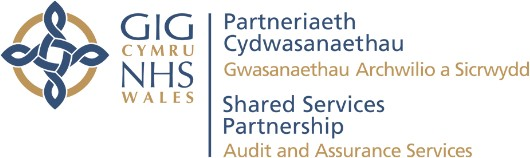 GIG
CYMRU
NHS
WALES
Partneriaeth
Cydwasanaethau
Gwasanaethau Archwilio a Sicrwydd
Shared Services
Partnership
Audit and Assurance Services